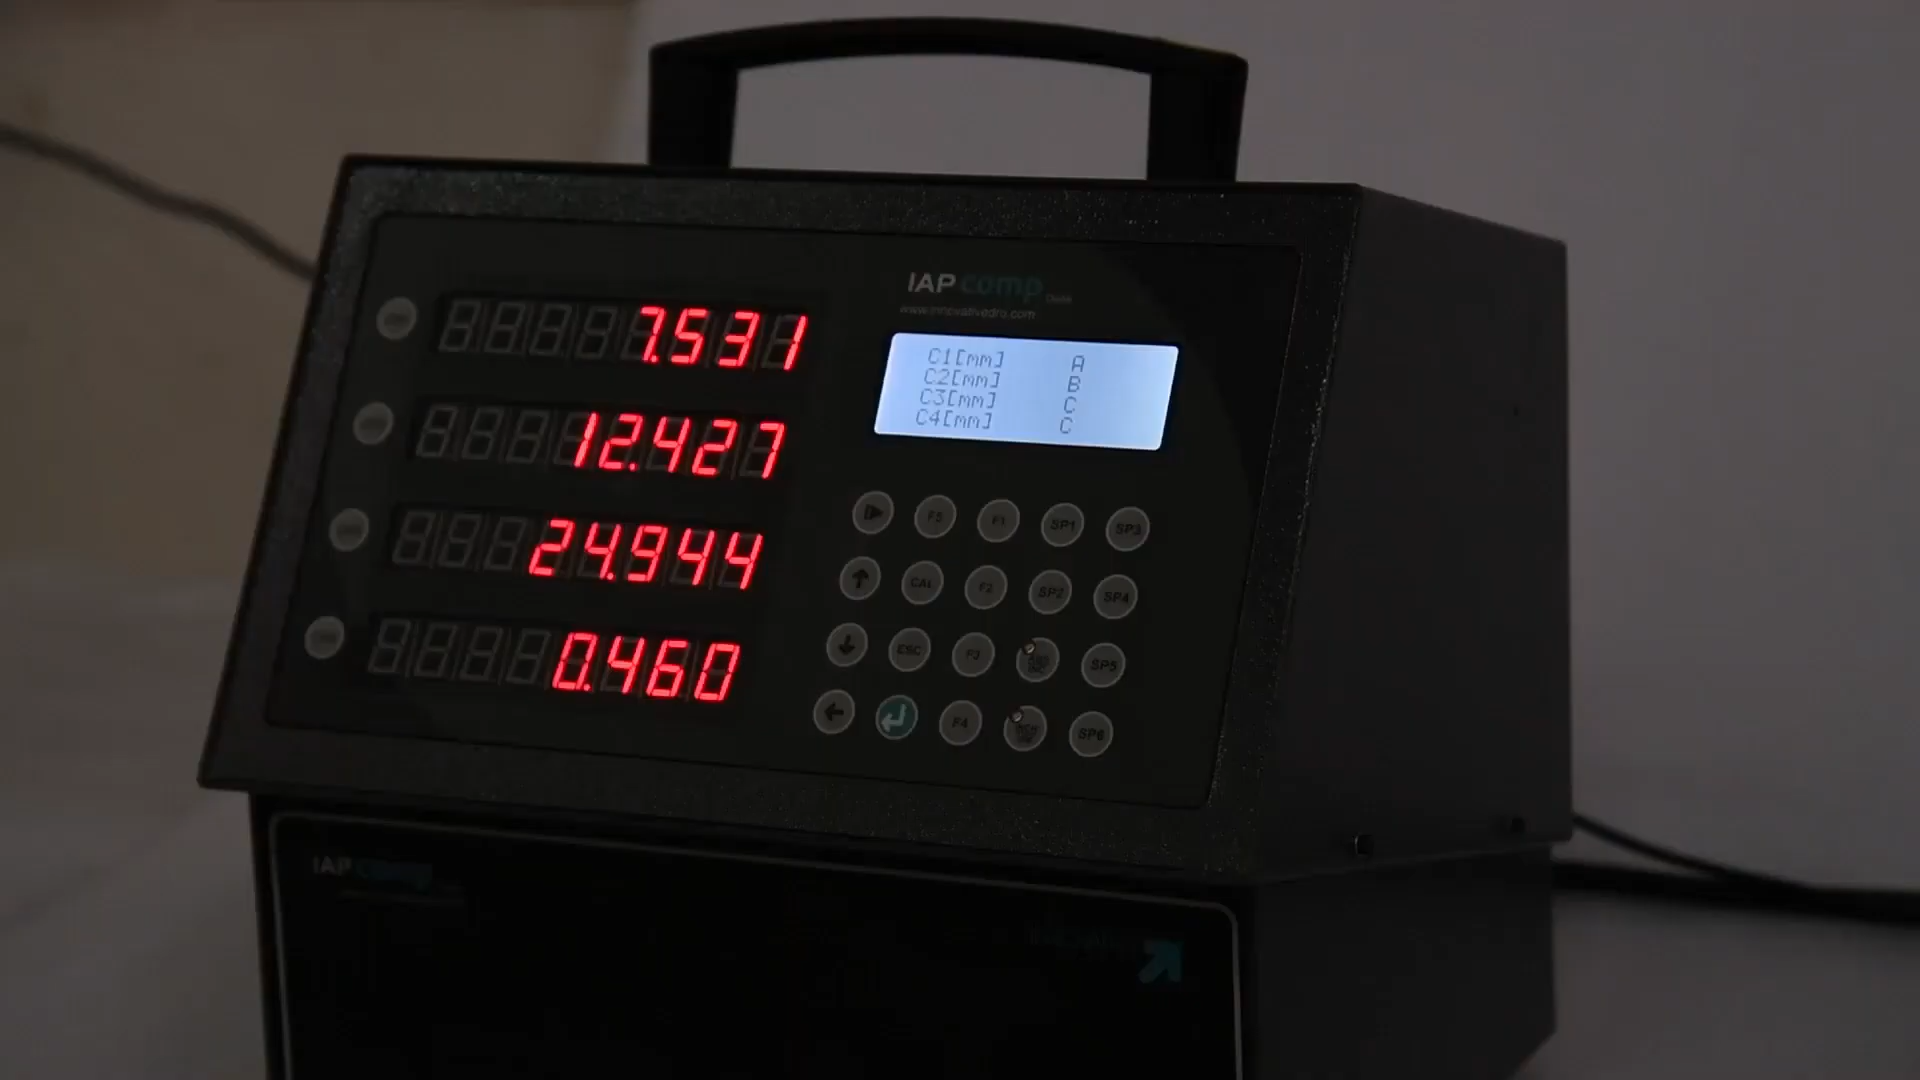 7.531
12.427
24.944
0.460
IAP comp
www.innovativedro.com
C1[mm] A
C2[mm] B
C3[mm] C
C4[mm] C
F5 F1 SP1 SP3
CAL F2 SP2 SP4
ESC F3 SP5
F4 SP6
IAP comp